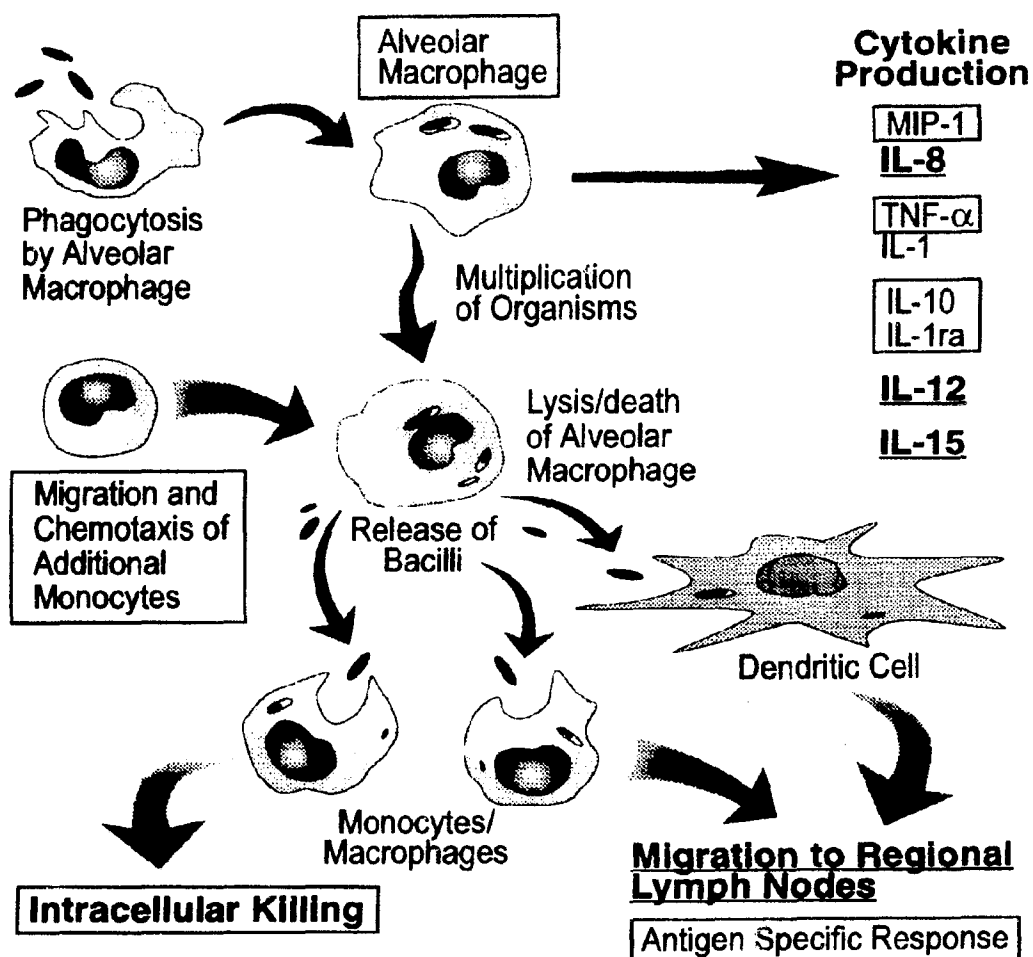 Alveolar
Macrophage
Cytokine
Production
MIP-1
IL-8
TNF-α
IL-1
IL-10
IL-1ra
IL-12
IL-15
Phagocytosis
by Alveolar
Macrophage
Multiplication
of Organisms
Lysis/death
of Alveolar
Macrophage
Migration and
Chemotaxis of
Additional
Monocytes
Release of
Bacilli
Dendritic Cell
Monocytes/
Macrophages
Intracellular Killing
Migration to Regional
Lymph Nodes
Antigen Specific Response